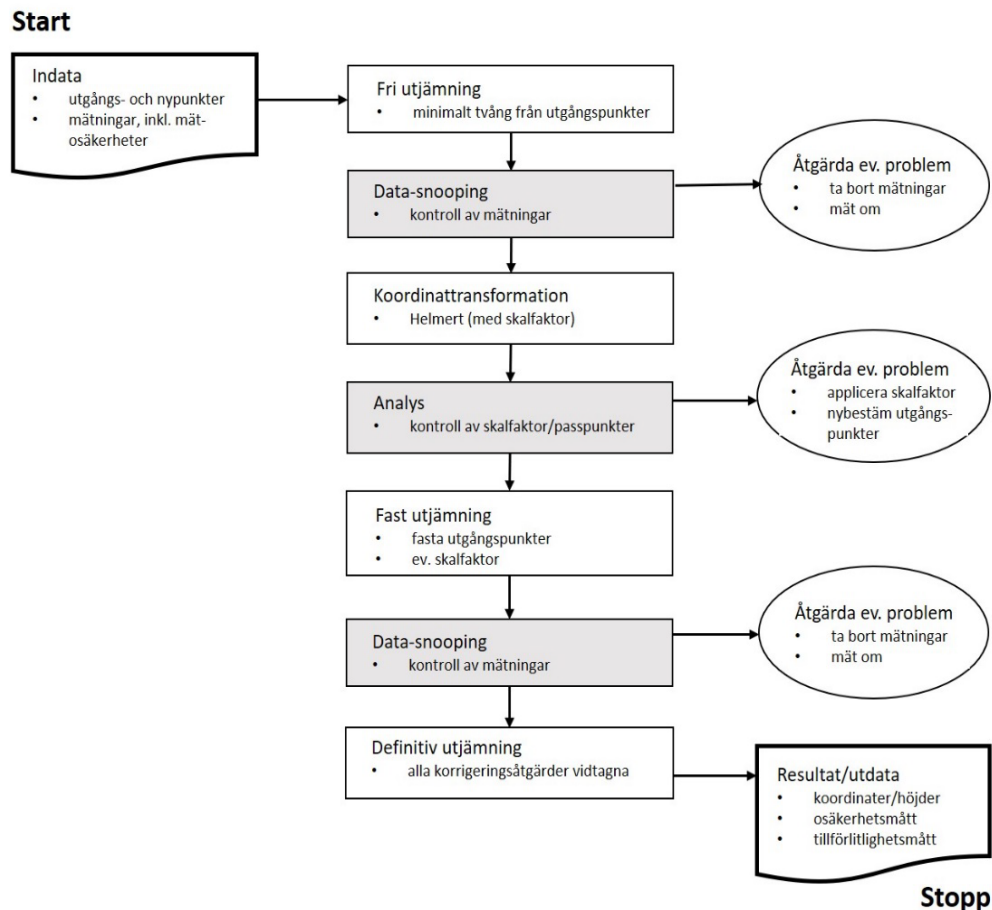 Start
Indata
• utgångs- och nypunkter
• mätningar, inkl. mät-
osäkerheter
Fri utjämning
• minimalt tvång från utgångspunkter
Data-snooping
• kontroll av mätningar
Åtgärda ev. problem
• ta bort mätningar
• mät om
Koordinattransformation
• Helmert (med skalfaktor)
Analys
• kontroll av skalfaktor/passpunkter
Åtgärda ev. problem
• applicera skalfaktor
• nybestäm utgångs-
punkter
Fast utjämning
• fasta utgångspunkter
• ev. skalfaktor
Data-snooping
• kontroll av mätningar
Åtgärda ev. problem
• ta bort mätningar
• mät om
Definitiv utjämning
• alla korrigeringsåtgärder vidtagna
Resultat/utdata
• koordinater/höjder
• osäkerhetsmått
• tillförlitlighetsmått
Stopp